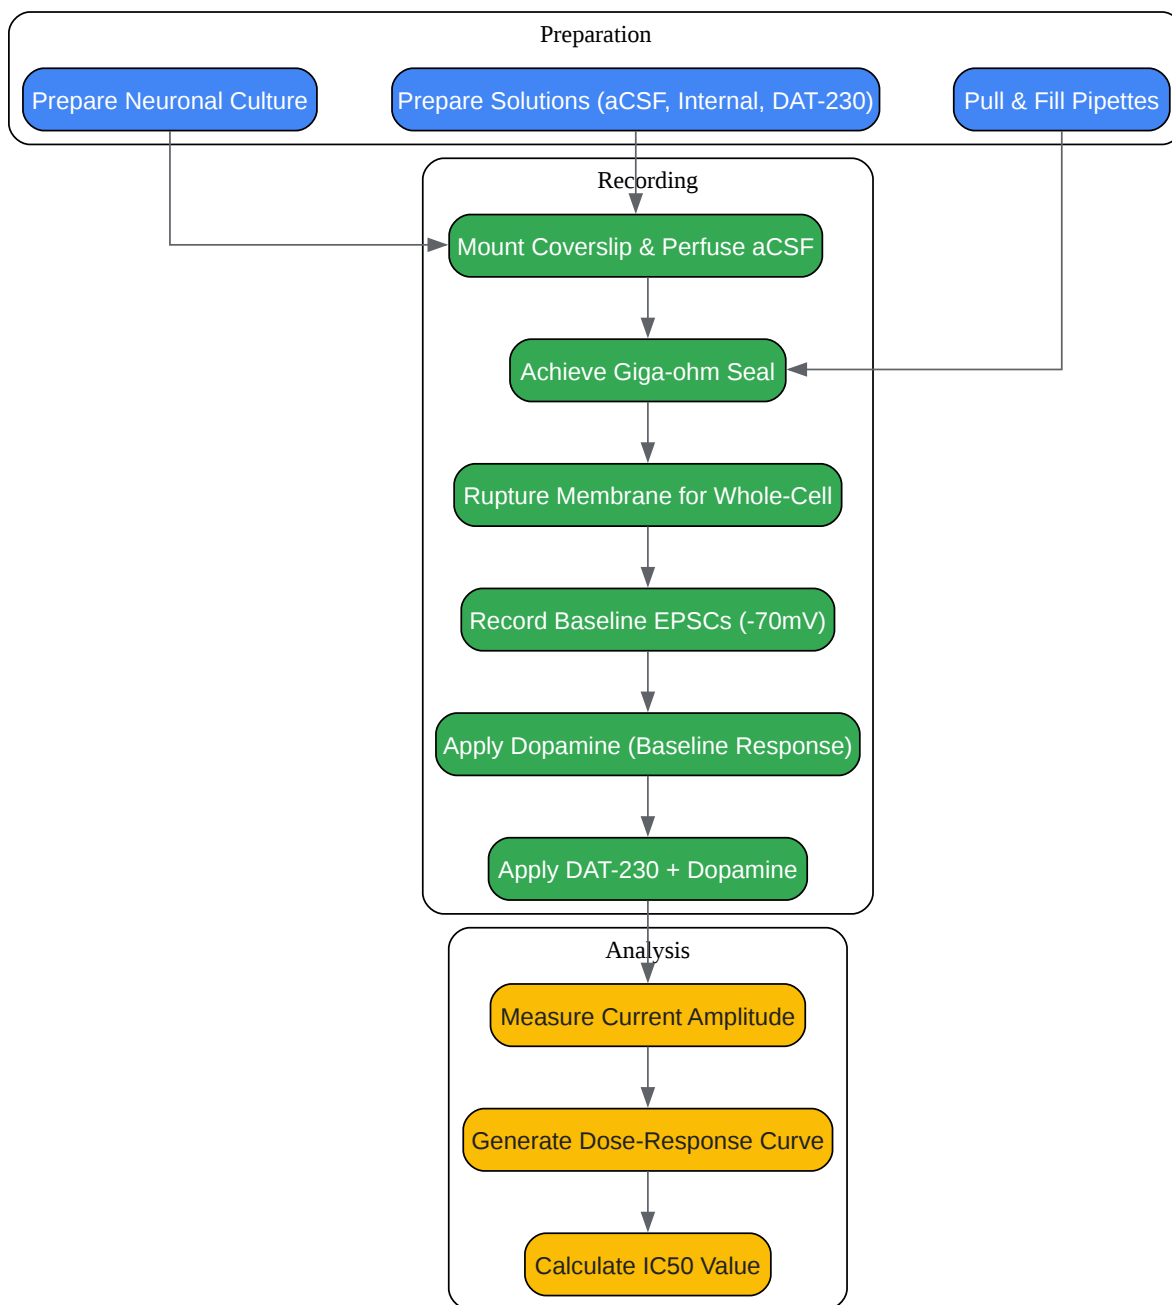 Preparation
Prepare Neuronal Culture
Prepare Solutions (aCSF, Internal, DAT-230)
Pull & Fill Pipettes
Recording
Mount Coverslip & Perfuse aCSF
Achieve Giga-ohm Seal
Rupture Membrane for Whole-Cell
Record Baseline EPSCs (-70mV)
Apply Dopamine (Baseline Response)
Apply DAT-230 + Dopamine
Analysis
Measure Current Amplitude
Generate Dose-Response Curve
Calculate IC50 Value